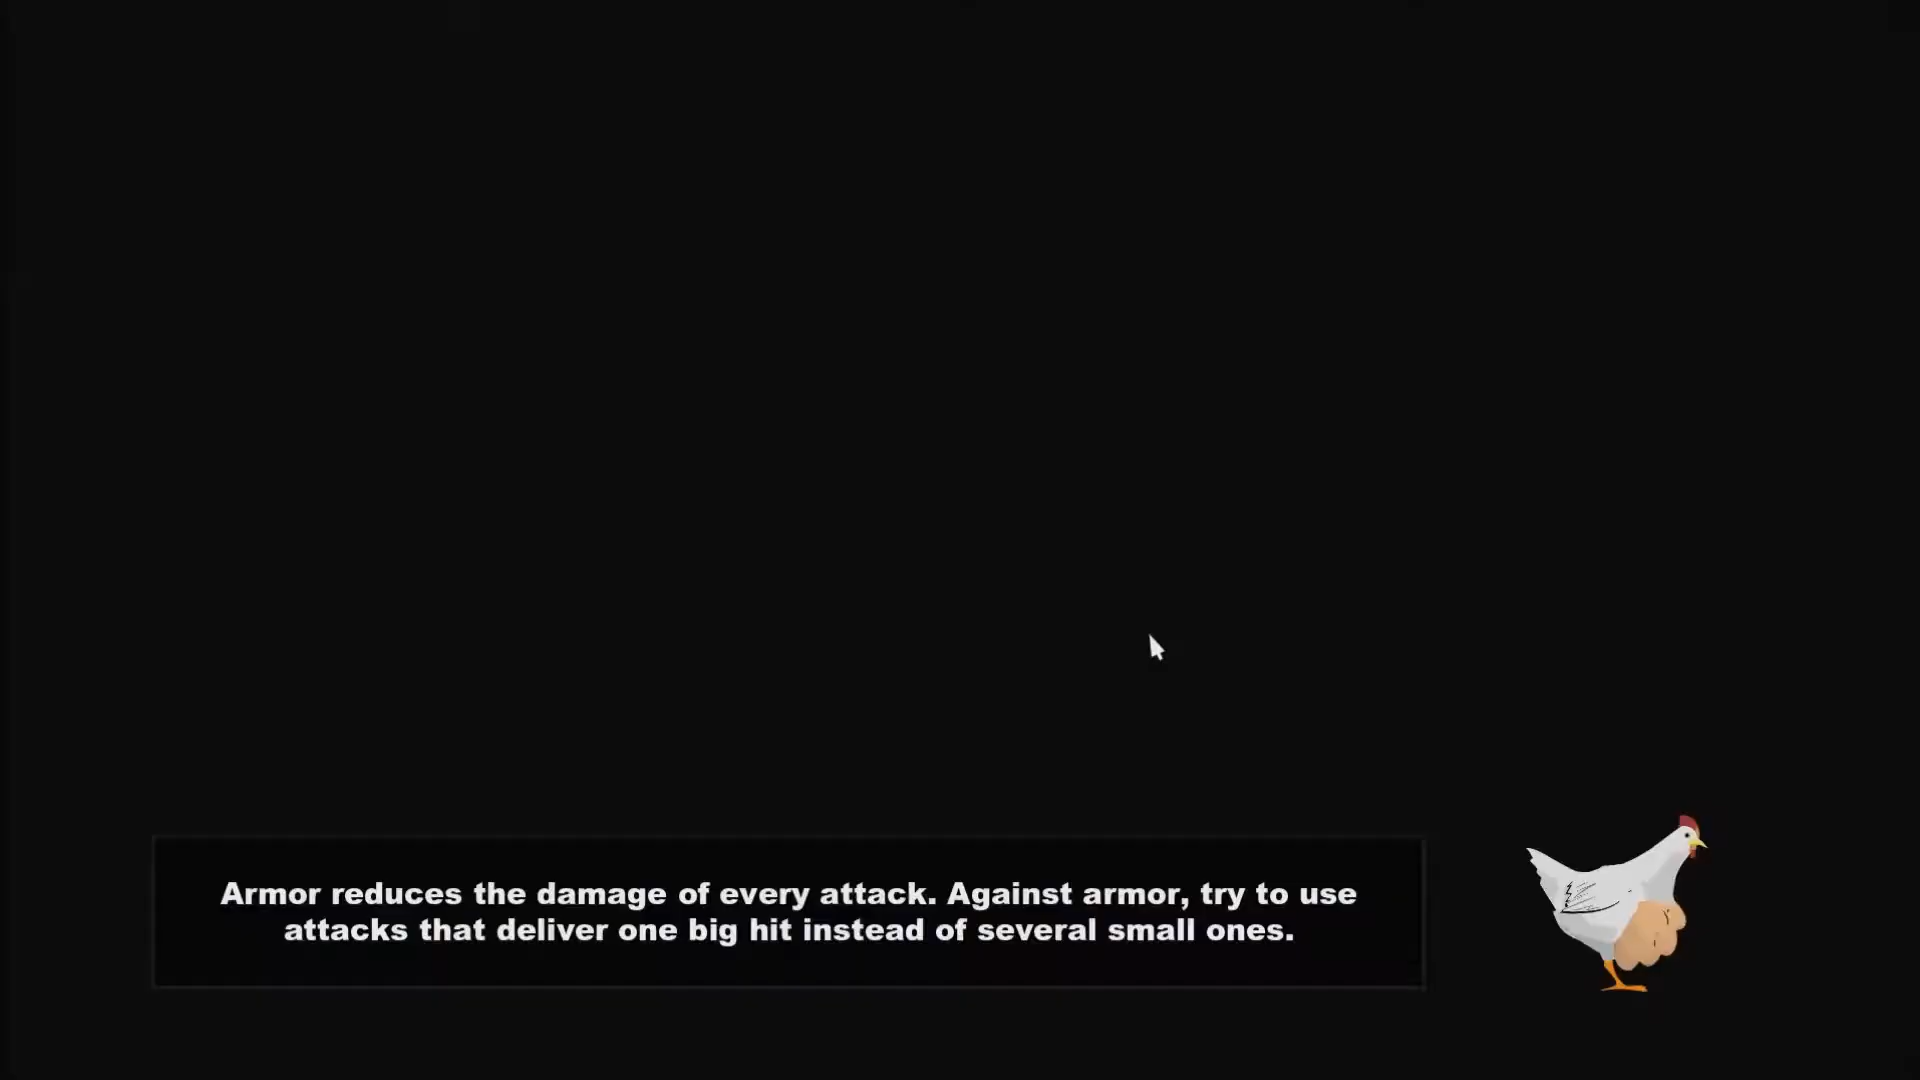 Armor reduces the damage of every attack. Against armor, try to use
attacks that deliver one big hit instead of several small ones.